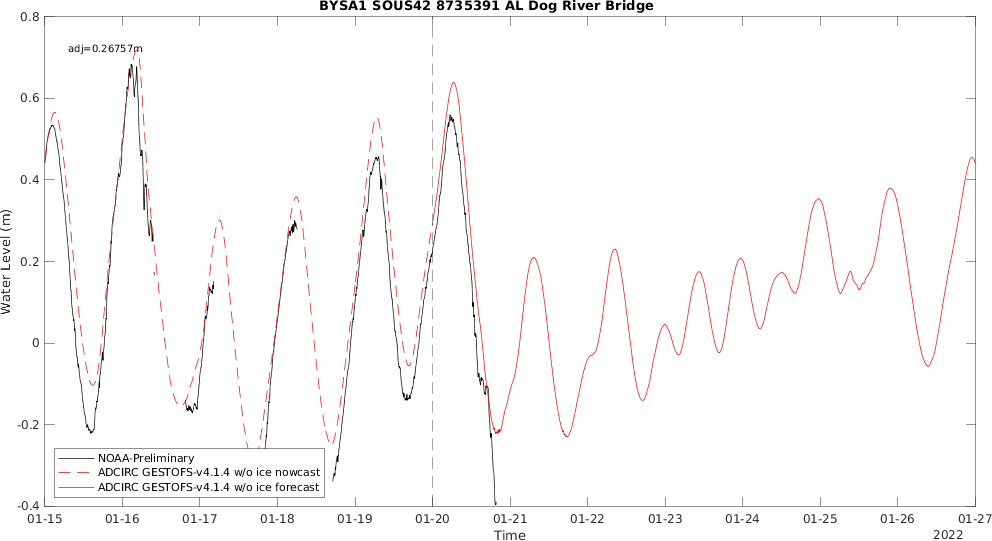 BYSA1 SOUS42 8735391 AL Dog River Bridge
adj=0.26757m
Water Level (m)
0.8
0.6
0.4
0.2
0
-0.2
-0.4
NOAA-Preliminary
ADCIRC GESTOFS-v4.1.4 w/o ice nowcast
ADCIRC GESTOFS-v4.1.4 w/o ice forecast
01-15 01-16 01-17 01-18 01-19 01-20 01-21 01-22 01-23 01-24 01-25 01-26 01-27
Time
2022